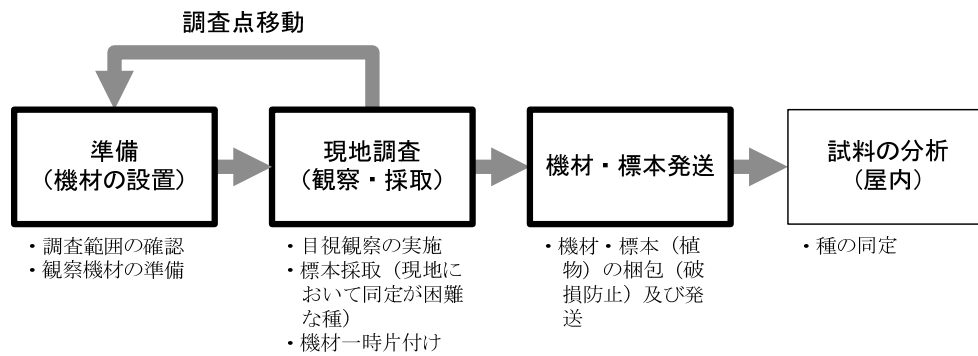 調査点移動
準備
（機材の設置）
現地調査
（観察・採取）
機材・標本発送
試料の分析
（屋内）
・調査範囲の確認
・観察機材の準備
・目視観察の実施
・標本採取（現地に
おいて同定が困難
な種）
・機材一時片付け
・機材・標本（植
物）の梱包（破
損防止）及び発
送
・種の同定